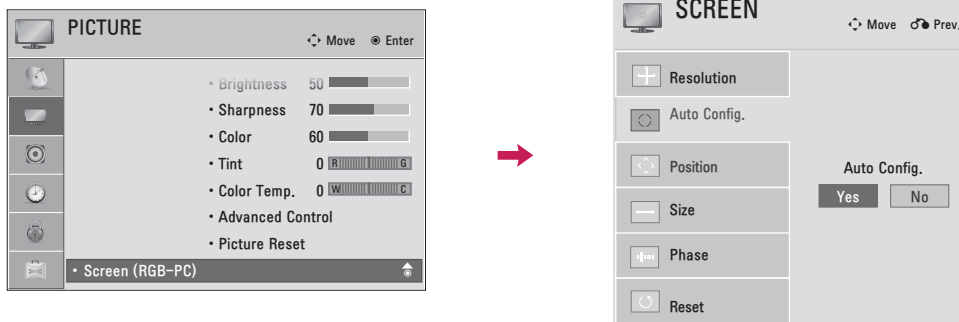 PICTURE
Move Enter
• Brightness 50
• Sharpness 70
• Color 60
• Tint 0 R G
• Color Temp. 0 W C
• Advanced Control
• Picture Reset
• Screen (RGB-PC)
SCREEN
Move Prev.
Resolution
Auto Config.
Position
Size
Phase
Reset
Auto Config.
Yes No